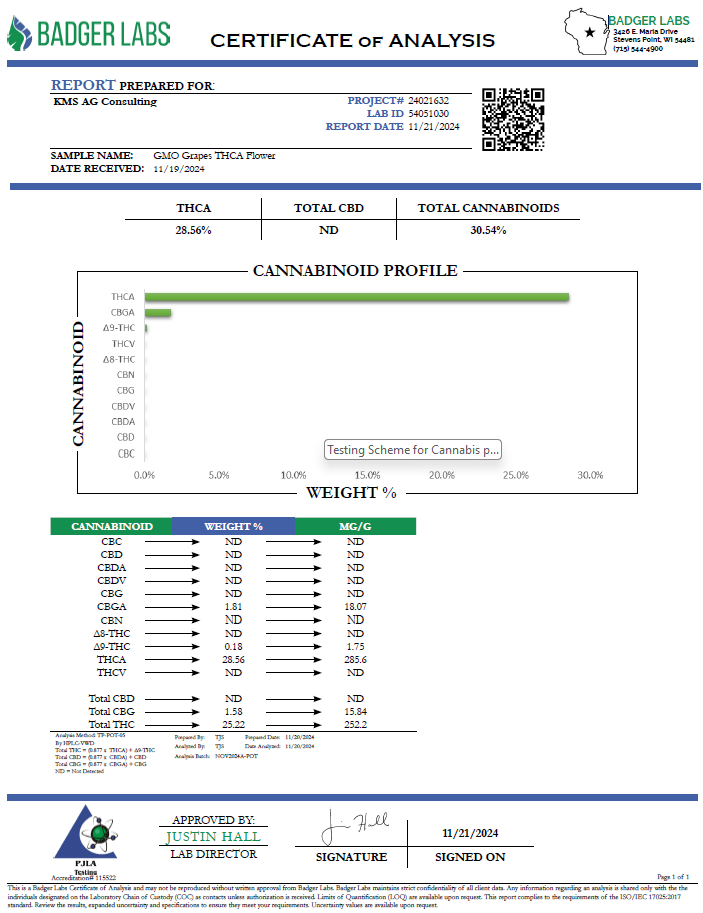 BADGER LABS
CERTIFICATE OF ANALYSIS
BADGER LABS
3426 E. Maria Drive
Stevens Point, WI 54481
(715) 544-4900
REPORT PREPARED FOR:
KMS AG Consulting
PROJECT# 24021632
LAB ID 54051030
REPORT DATE 11/21/2024
SAMPLE NAME: GMO Grapes THCA Flower
DATE RECEIVED: 11/19/2024
THCA TOTAL CBD TOTAL CANNABINOIDS
28.56% ND 30.54%
CANNABINOID PROFILE
CANNABINOID
THCA
CBGA
Δ9-THC
THCV
Δ8-THC
CBN
CBG
CBDV
CBDA
CBD
CBC
Testing Scheme for Cannabis p...
0.0% 5.0% 10.0% 15.0% 20.0% 25.0% 30.0%
WEIGHT %
CANNABINOID WEIGHT % MG/G
CBC ND ND
CBD ND ND
CBDA ND ND
CBDV ND ND
CBG ND ND
CBGA 1.81 18.07
CBN ND ND
Δ8-THC ND ND
Δ9-THC 0.18 1.75
THCA 28.56 285.6
THCV ND ND
Total CBD ND ND
Total CBG 1.58 15.84
Total THC 25.22 252.2
Analysis Method: TP-POT-05
By HPLC-VWD
Total THC = (0.877 x THCA) + Δ9-THC
Total CBD = (0.877 x CBDA) + CBD
Total CBG = (0.877 x CBGA) + CBG
ND = Not Detected
Prepared By: TJS Prepared Date: 11/20/2024
Analyzed By: TJS Date Analyzed: 11/20/2024
Analysis Batch: NOV2024A-POT
PJLA
Testing
Accreditation# 115522
APPROVED BY:
JUSTIN HALL
LAB DIRECTOR
Jin Hall
SIGNATURE
11/21/2024
SIGNED ON
Page 1 of 1
This is a Badger Labs Certificate of Analysis and may not be reproduced without written approval from Badger Labs. Badger Labs maintains strict confidentiality of all client data. Any information regarding an analysis is shared only with the the
individuals designated on the Laboratory Chain of Custody (COC) as contacts unless authorization is received. Limits of Quantification (LOQ) are available upon request. This report complies to the requirements of the ISO/IEC 17025:2017
standard. Review the results, expanded uncertainty and specifications to ensure they meet your requirements. Uncertainty values are available upon request.